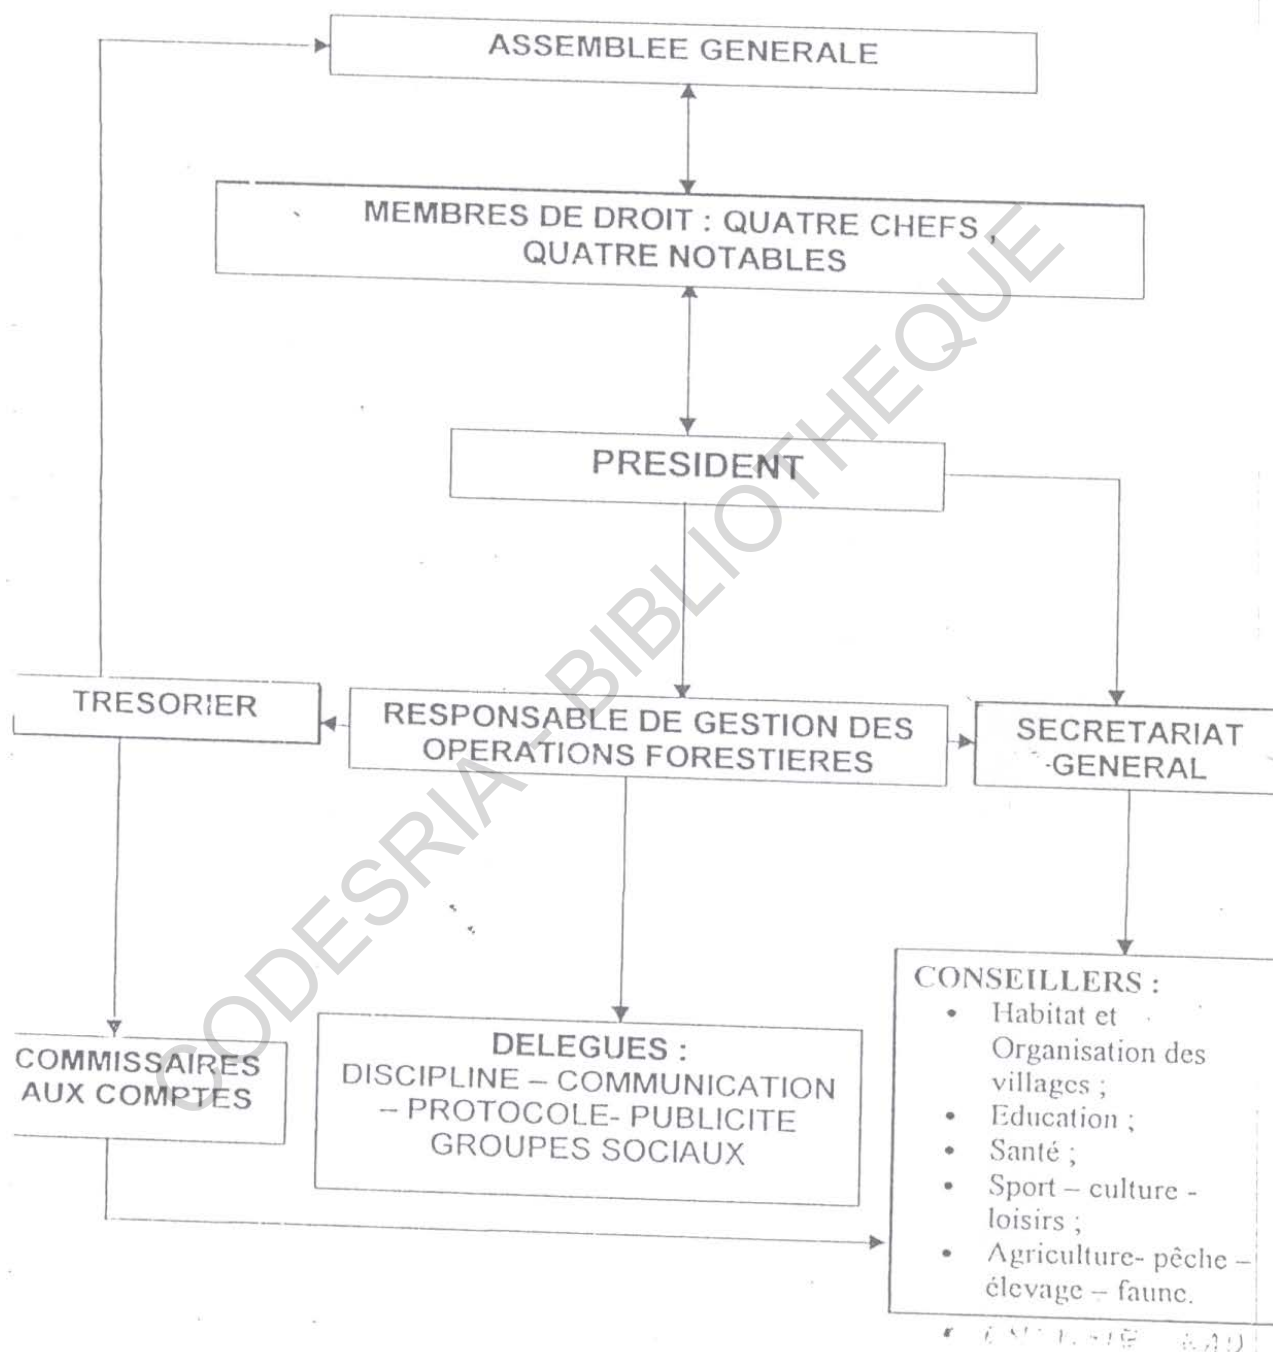 ASSEMBLEE GENERALE
MEMBRES DE DROIT : QUATRE CHEFS ,
QUATRE NOTABLES
PRESIDENT
TRESORIER
RESPONSABLE DE GESTION DES
OPERATIONS FORESTIERES
SECRETARIAT
GENERAL
COMMISSAIRES
AUX COMPTES
DELEGUES :
DISCIPLINE – COMMUNICATION
– PROTOCOLE- PUBLICITE
GROUPES SOCIAUX
CONSEILLERS :
• Habitat et
Organisation des
villages ;
• Education ;
• Santé ;
• Sport – culture -
loisirs ;
• Agriculture- pêche –
élevage – faune.
CODESRIA - BIBLIOTHEQUE